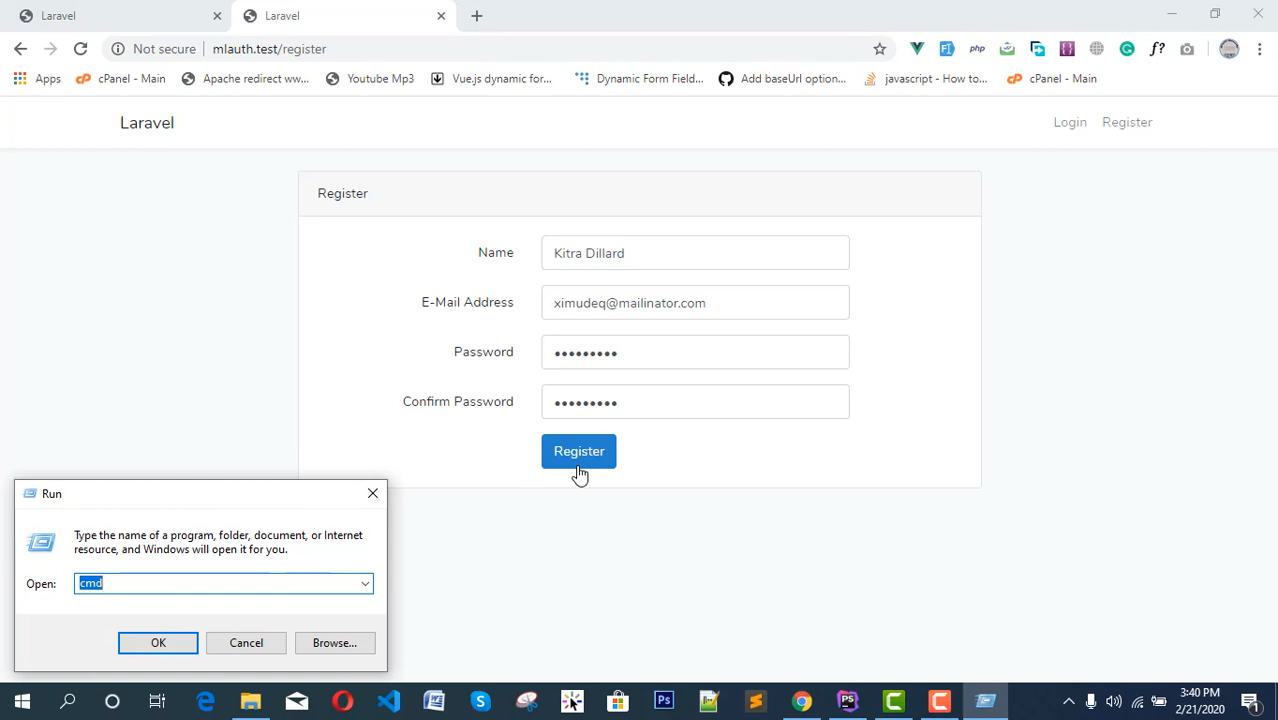 Laravel
Laravel
Not secure
mlauth.test/register
php
f?
Apps
cPanel - Main
Apache redirect ww...
Youtube Mp3
Vue.js dynamic for...
Dynamic Form Field...
Add baseUrl option...
javascript - How to...
cPanel - Main
Laravel
Login
Register
Register
Name
Kitra Dillard
E-Mail Address
ximudeq@mailinator.com
Password
Confirm Password
Register
Run
Type the name of a program, folder, document, or Internet
resource, and Windows will open it for you.
Open:
cmd
OK
Cancel
Browse...
3:40 PM
2/21/2020